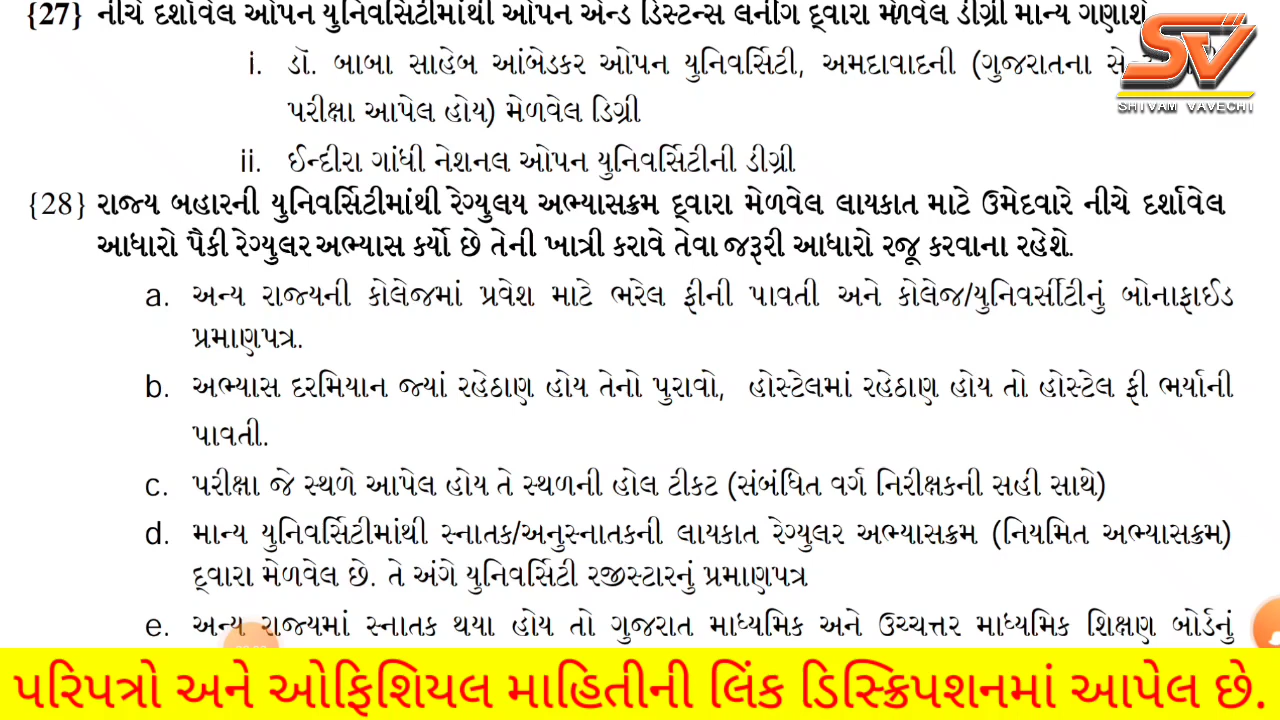 {27} નીચે દર્શાવેલ ઓપન યુનિવર્સિટીમાંથી ઓપન એન્ડ ડિસ્ટન્સ લર્નીંગ દ્વારા મેળવેલ ડીગ્રી માન્ય ગણાશે
i. ડૉ. બાબા સાહેબ આંબેડકર ઓપન યુનિવર્સિટી, અમદાવાદની (ગુજરાતના
પરીક્ષા આપેલ હોય) મેળવેલ ડિગ્રી
ii. ઈન્દીરા ગાંધી નેશનલ ઓપન યુનિવર્સિટીની ડીગ્રી
{28} રાજ્ય બહારની યુનિવર્સિટીમાંથી રેગ્યુલય અભ્યાસક્રમ દ્વારા મેળવેલ લાયકાત માટે ઉમેદવારે નીચે દર્શાવેલ
આધારો પૈકી રેગ્યુલર અભ્યાસ કર્યો છે તેની ખાત્રી કરાવે તેવા જરૂરી આધારો રજૂ કરવાના રહેશે.
a. અન્ય રાજ્યની કોલેજમાં પ્રવેશ માટે ભરેલ ફીની પાવતી અને કોલેજ/યુનિવર્સીટીનું બોનાફાઈડ
પ્રમાણપત્ર.
b. અભ્યાસ દરમિયાન જ્યાં રહેઠાણ હોય તેનો પુરાવો, હોસ્ટેલમાં રહેઠાણ હોય તો હોસ્ટેલ ફી ભર્યાની
પાવતી.
c. પરીક્ષા જે સ્થળે આપેલ હોય તે સ્થળની હોલ ટીકટ (સંબંધિત વર્ગ નિરીક્ષકની સહી સાથે)
d. માન્ય યુનિવર્સિટીમાંથી સ્નાતક/અનુસ્નાતકની લાયકાત રેગ્યુલર અભ્યાસક્રમ (નિયમિત અભ્યાસક્રમ)
દ્વારા મેળવેલ છે. તે અંગે યુનિવર્સિટી રજીસ્ટારનું પ્રમાણપત્ર
e. અન્ય રાજ્યમાં સ્નાતક થયા હોય તો ગુજરાત માધ્યમિક અને ઉચ્ચત્તર માધ્યમિક શિક્ષણ બોર્ડનું
SV
SHIVAM VAVECHI
પરિપત્રો અને ઓફિશિયલ માહિતીની લિંક ડિસ્ક્રિપશનમાં આપેલ છે.